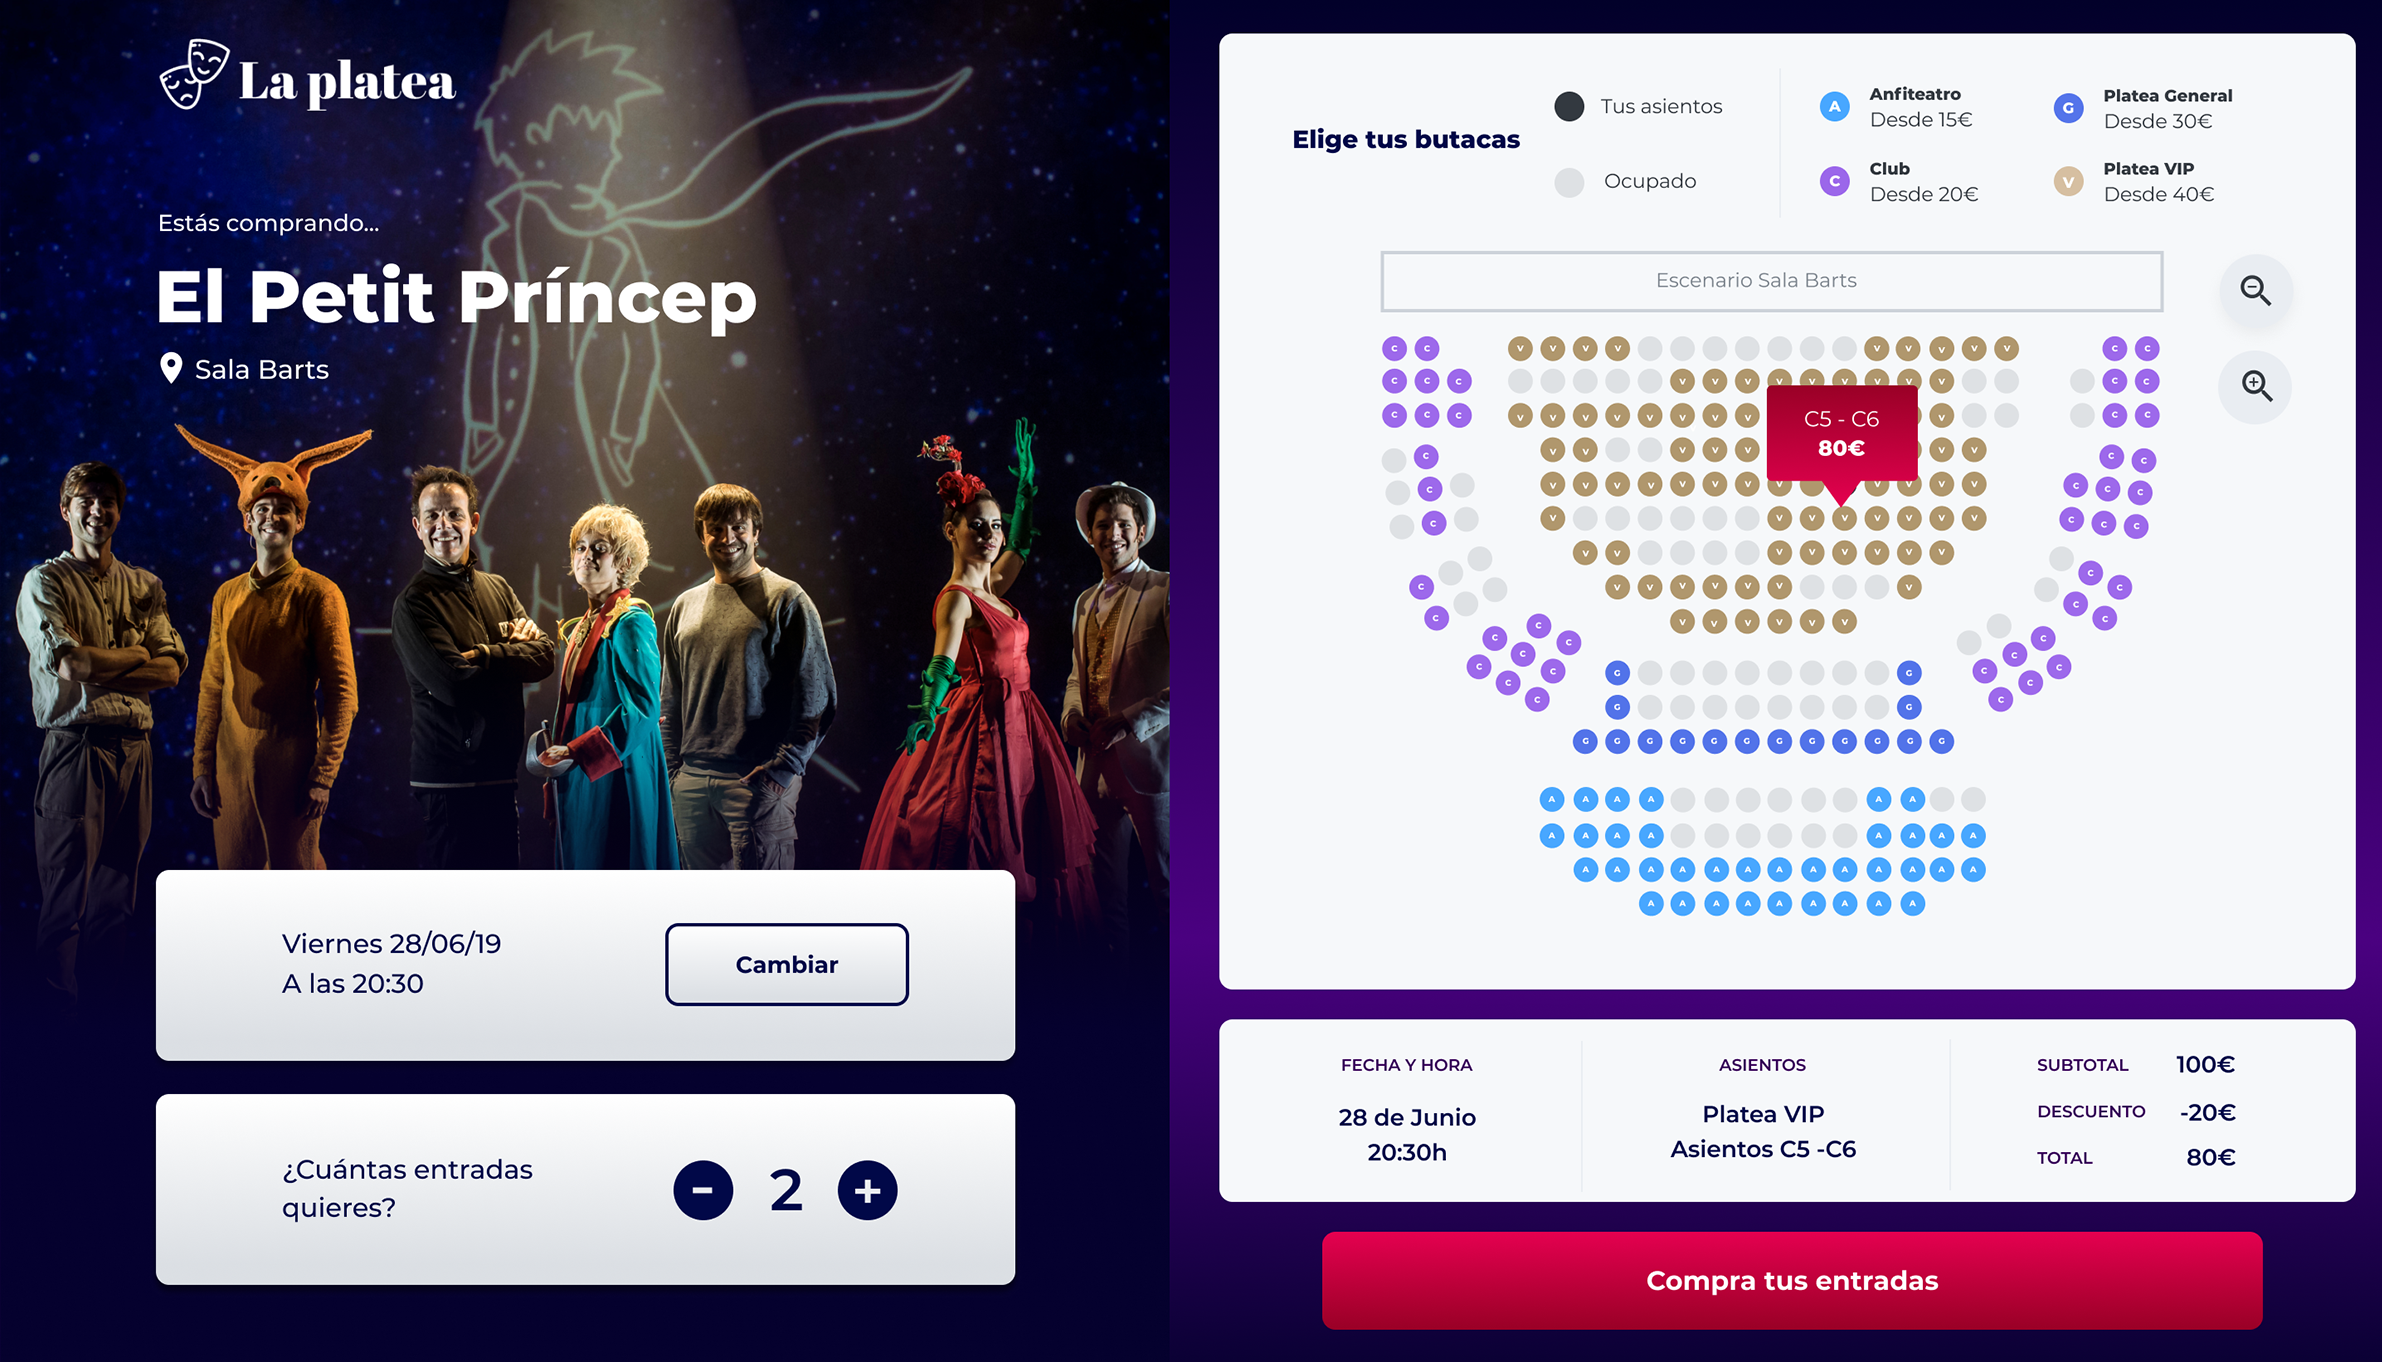 La platea
Estás comprando...
El Petit Príncep
Sala Barts
Viernes 28/06/19
A las 20:30
Cambiar
¿Cuántas entradas
quieres?
- 2 +
Elige tus butacas
Tus asientos
Ocupado
A Anfiteatro
Desde 15€
C Club
Desde 20€
G Platea General
Desde 30€
V Platea VIP
Desde 40€
Escenario Sala Barts
C C V V V V V V V V V C C
C C C V V V V V V V V V C C
C C C V V V V V V V V V C C
C5 - C6
80€
C V V V V V V V C C
C V V V V V V V V V V V C C C
C V V V V V V V V C C C
V V V V V V V V
C V V V V V V V C C
C V V V V V V C C
C C C C C C C C
C C C C C C
G G
G G
G G G G G G G G G G G G
A A A A A A
A A A A A A A A
A A A A A A A A A A A A A
A A A A A A A A A
FECHA Y HORA
28 de Junio
20:30h
ASIENTOS
Platea VIP
Asientos C5 -C6
SUBTOTAL 100€
DESCUENTO -20€
TOTAL 80€
Compra tus entradas